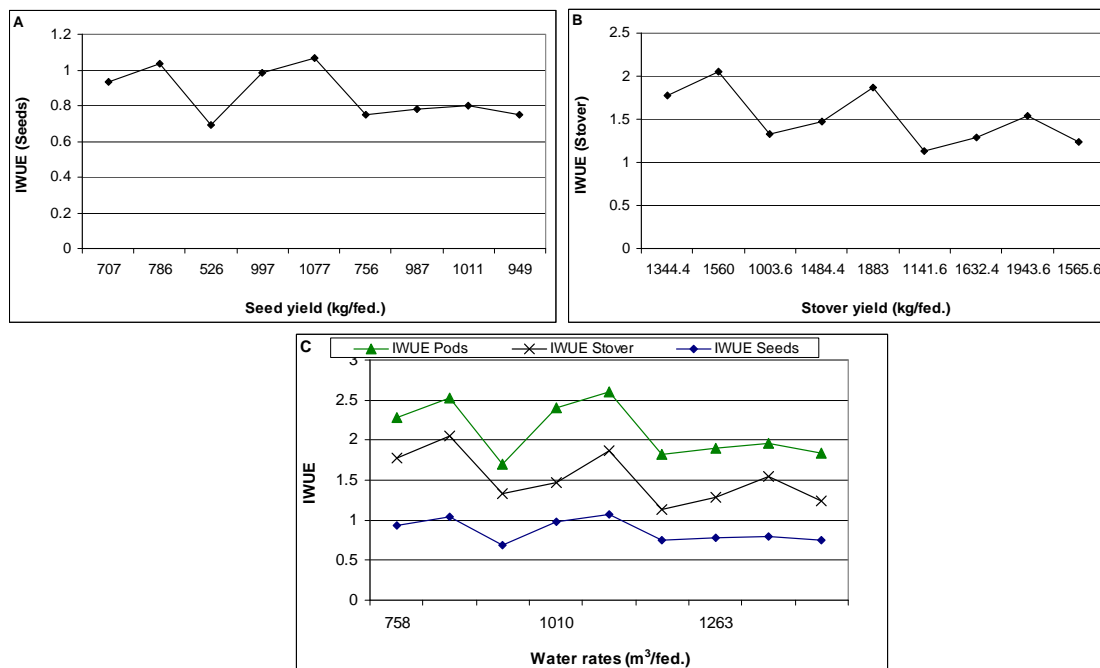 A
1.2
1
0.8
0.6
0.4
0.2
0
IWUE (Seeds)
707 786 526 997 1077 756 987 1011 949
Seed yield (kg/fed.)
B
2.5
2
1.5
1
0.5
0
IWUE (Stover)
1344.4 1560 1003.6 1484.4 1883 1141.6 1632.4 1943.6 1565.6
Stover yield (kg/fed.)
C
IWUE Pods IWUE Stover IWUE Seeds
3
2.5
2
1.5
1
0.5
0
IWUE
758 1010 1263
Water rates (m³/fed.)